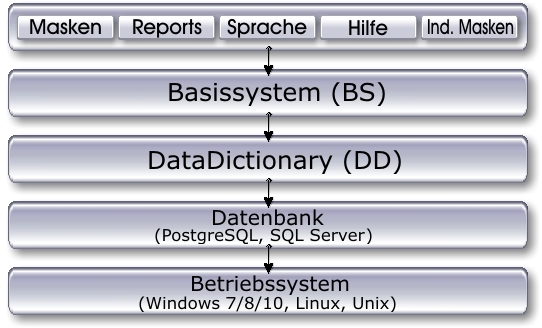 Masken Reports Sprache Hilfe Ind. Masken
Basissystem (BS)
DataDictionary (DD)
Datenbank
(PostgreSQL, SQL Server)
Betriebssystem
(Windows 7/8/10, Linux, Unix)